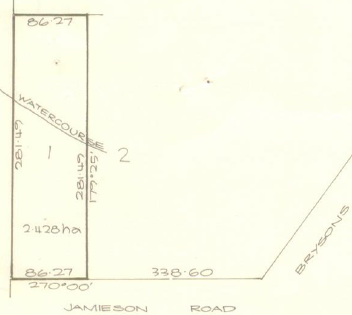 86·27
WATERCOURSE
281·49
1
281·49
179°52'
2
2·428ha
86·27
338·60
270°00'
BRYSONS
JAMIESON ROAD